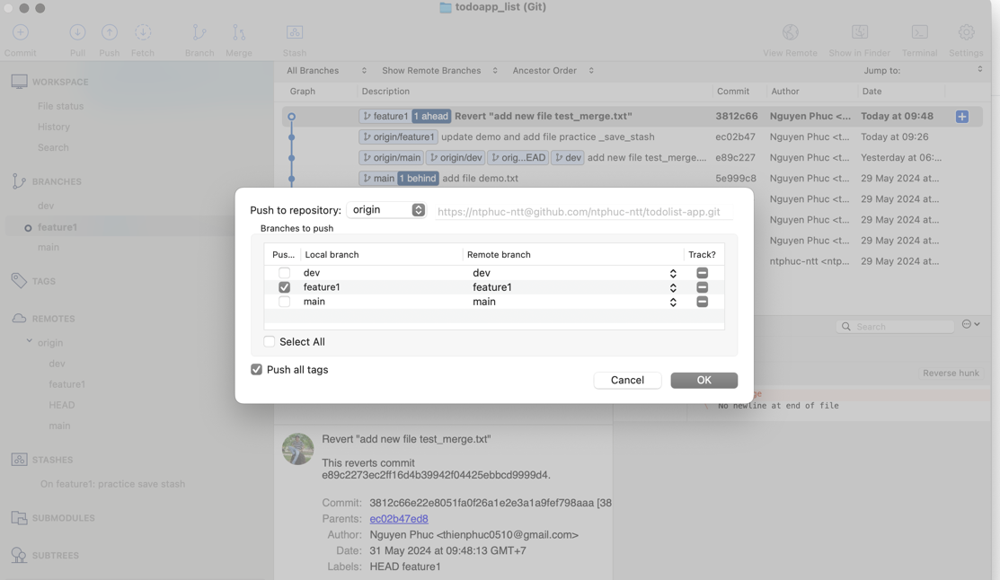 todoapp_list (Git)
Commit Pull Push Fetch Branch Merge Stash View Remote Show in Finder Terminal Settings
All Branches Show Remote Branches Ancestor Order Jump to:
Graph Description Commit Author Date
feature1 1 ahead Revert "add new file test_merge.txt" 3812c66 Nguyen Phuc <... Today at 09:48
origin/feature1 update demo and add file practice _save_stash ec02b47 Nguyen Phuc <t... Today at 09:26
origin/main origin/dev orig...EAD dev add new file test_merge.... e89c227 Nguyen Phuc <t... Yesterday at 06:...
main 1 behind add file demo.txt 5e999c8 Nguyen Phuc <t... 29 May 2024 at...
Nguyen Phuc <t... 29 May 2024 at...
Nguyen Phuc <t... 29 May 2024 at...
Nguyen Phuc <t... 29 May 2024 at...
ntphuc-ntt <ntp... 29 May 2024 at...
WORKSPACE
File status
History
Search
BRANCHES
dev
feature1
main
TAGS
REMOTES
origin
dev
feature1
HEAD
main
STASHES
On feature1: practice save stash
SUBMODULES
SUBTREES
Push to repository: origin https://ntphuc-ntt@github.com/ntphuc-ntt/todolist-app.git
Branches to push
Pus... Local branch Remote branch Track?
dev dev
feature1 feature1
main main
Select All
Push all tags
Cancel OK
Search
Reverse hunk
ge
\ No newline at end of file
Revert "add new file test_merge.txt"
This reverts commit
e89c2273ec2ff16d4b39942f04425ebbcd9999d4.
Commit: 3812c66e22e8051fa0f26a1e2e3a1a9fef798aaa [38
Parents: ec02b47ed8
Author: Nguyen Phuc <thienphuc0510@gmail.com>
Date: 31 May 2024 at 09:48:13 GMT+7
Labels: HEAD feature1